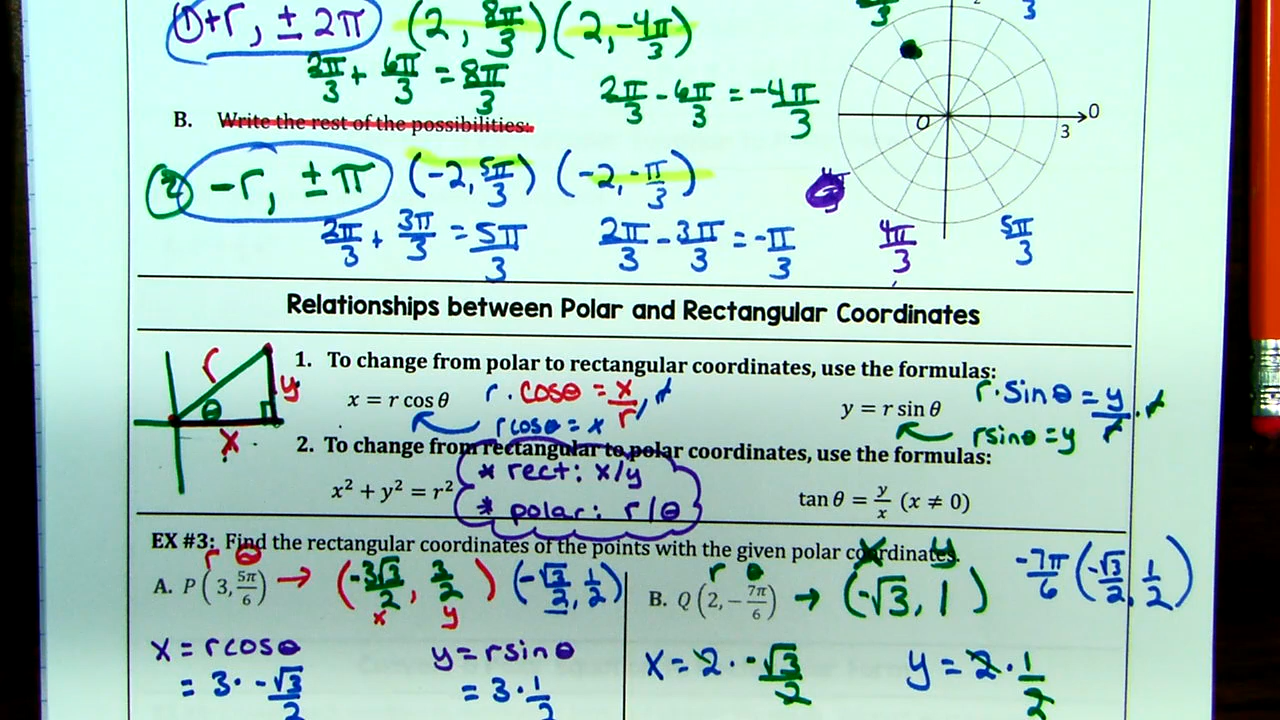 ① +r, ± 2π (2, 8π/3) (2, -4π/3)
2π/3 + 6π/3 = 8π/3 2π/3 - 6π/3 = -4π/3
0
O 3
B. Write the rest of the possibilities:
② -r, ± π (-2, 5π/3) (-2, -π/3)
2π/3 + 3π/3 = 5π/3 2π/3 - 3π/3 = -π/3
4π/3 5π/3
Relationships between Polar and Rectangular Coordinates
1. To change from polar to rectangular coordinates, use the formulas:
r y θ x
x = r cos θ r · cosθ = x/r · r y = r sin θ r · sin θ = y/r · r
rcosθ = x rsinθ = y
2. To change from rectangular to polar coordinates, use the formulas:
* rect: x/y
x² + y² = r² tan θ = y/x (x ≠ 0)
* polar: r/θ
EX #3: Find the rectangular coordinates of the points with the given polar coordinates.
r θ r θ x y
A. P(3, 5π/6) → (-3√3/2, 3/2) (-√3/2, 1/2) B. Q(2, -7π/6) → (-√3, 1) -7π/6 (-√3/2, 1/2)
x y
x = rcosθ y = rsinθ x = 2 · -√3/2 y = 2 · 1/2
= 3 · -√3/2 = 3 · 1/2